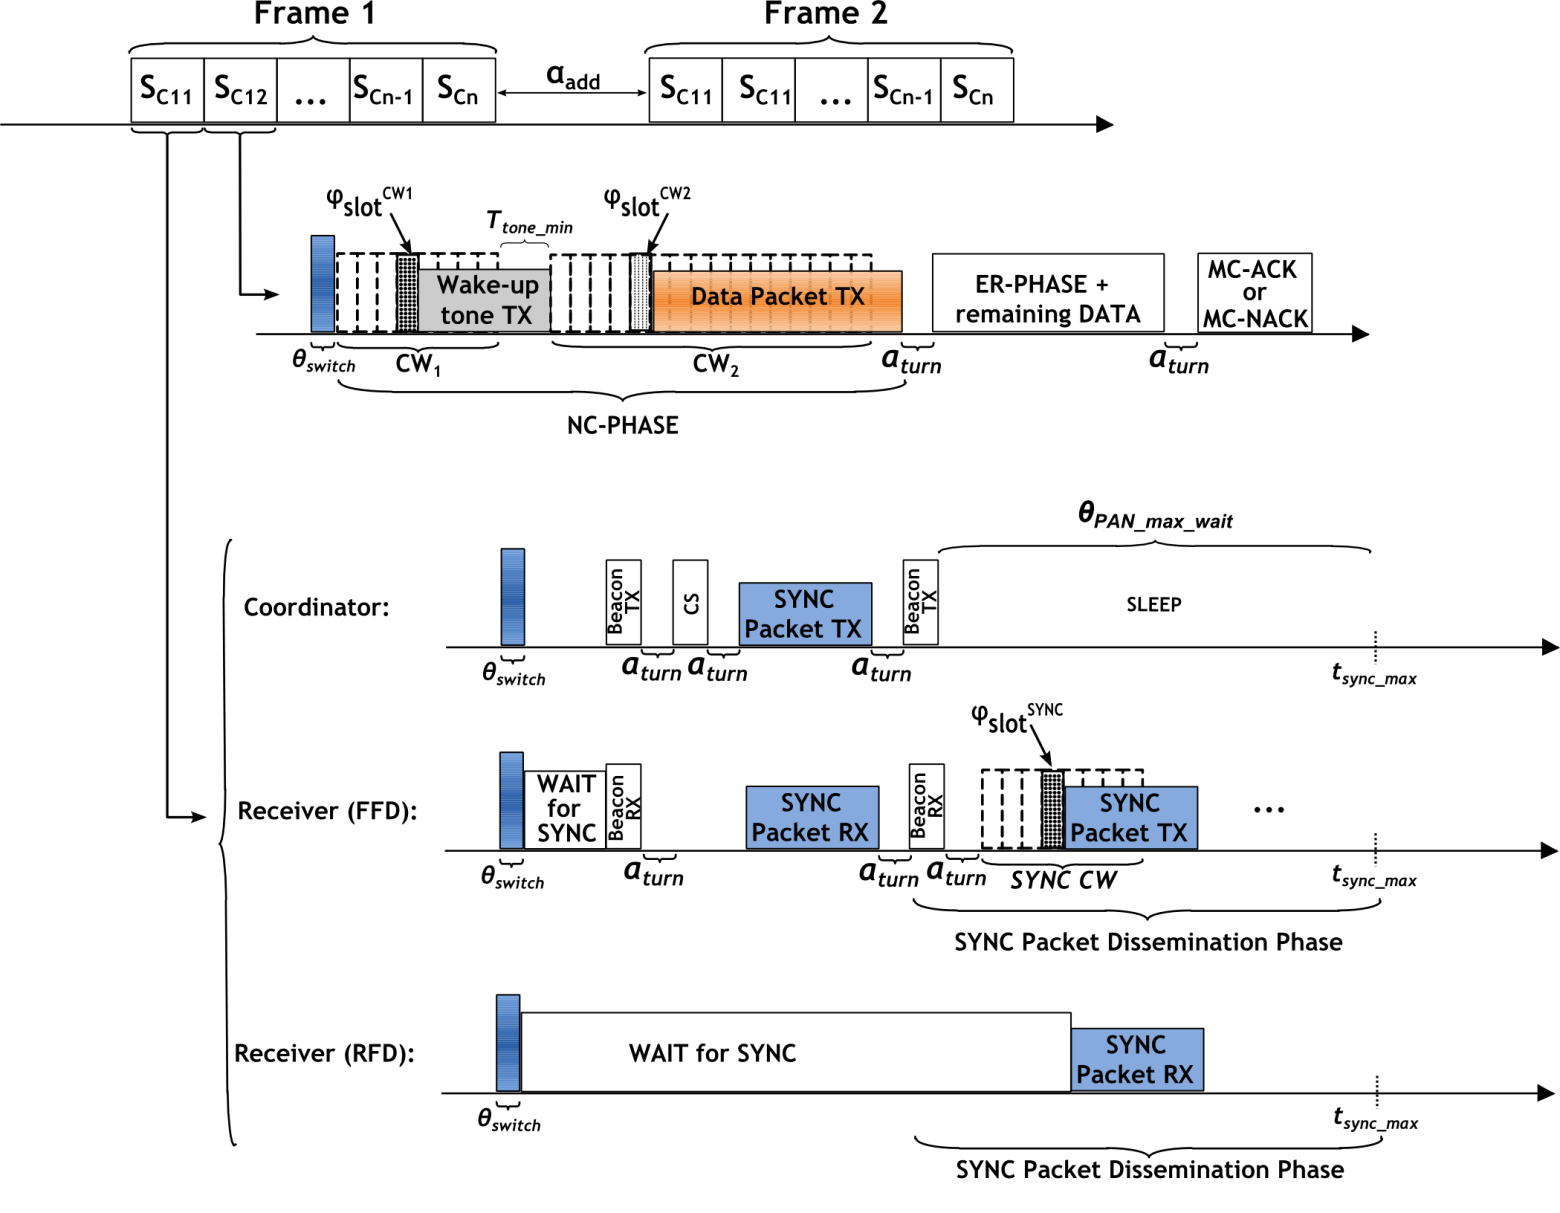 Frame 1 Frame 2
SC11 SC12 ... SCn-1 SCn αadd SC11 SC11 ... SCn-1 SCn
φslotCW1 Ttone_min φslotCW2
Wake-up
tone TX
Data Packet TX
ER-PHASE +
remaining DATA
MC-ACK
or
MC-NACK
θswitch CW1 CW2 αturn αturn
NC-PHASE
θPAN_max_wait
Coordinator:
Beacon
TX
CS
SYNC
Packet TX
Beacon
TX
SLEEP
θswitch αturn αturn αturn tsync_max
φslotSYNC
Receiver (FFD):
WAIT
for
SYNC
Beacon
RX
SYNC
Packet RX
Beacon
RX
SYNC
Packet TX
...
θswitch αturn αturn αturn SYNC CW tsync_max
SYNC Packet Dissemination Phase
Receiver (RFD):
WAIT for SYNC
SYNC
Packet RX
θswitch tsync_max
SYNC Packet Dissemination Phase